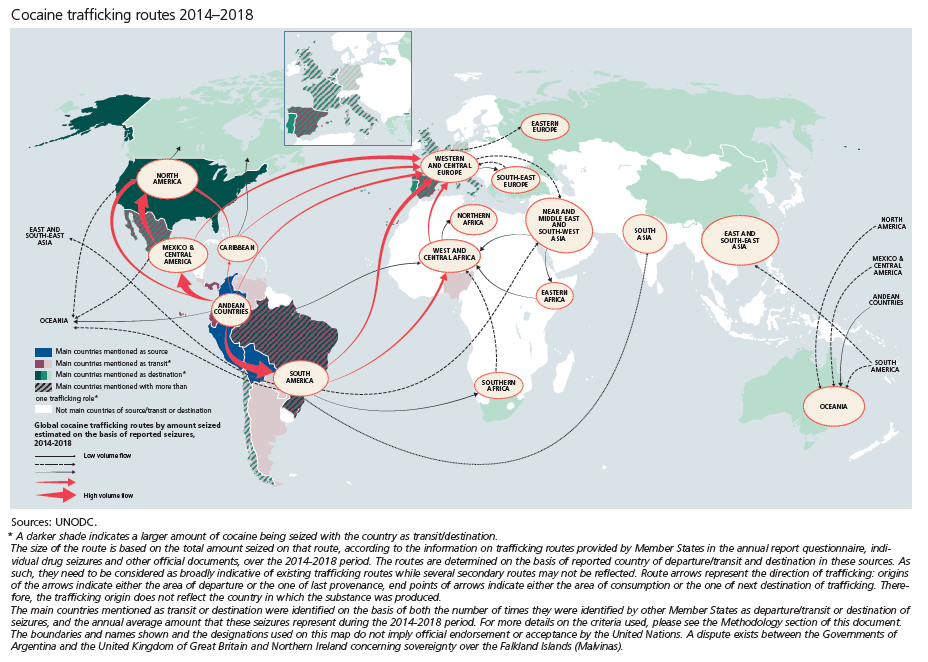 Cocaine trafficking routes 2014–2018
EASTERN
EUROPE
WESTERN
AND CENTRAL
EUROPE
SOUTH-EAST
EUROPE
NORTH
AMERICA
NORTHERN
AFRICA
NEAR AND
MIDDLE EAST
AND
SOUTH-WEST
ASIA
SOUTH
ASIA
EAST AND
SOUTH-EAST
ASIA
NORTH
AMERICA
EAST AND
SOUTH-EAST
ASIA
MEXICO &
CENTRAL
AMERICA
CARIBBEAN
WEST AND
CENTRAL AFRICA
MEXICO &
CENTRAL
AMERICA
EASTERN
AFRICA
ANDEAN
COUNTRIES
ANDEAN
COUNTRIES
OCEANIA
SOUTH
AMERICA
SOUTH
AMERICA
SOUTHERN
AFRICA
OCEANIA
Main countries mentioned as source
Main countries mentioned as transit*
Main countries mentioned as destination*
Main countries mentioned with more than
one trafficking role*
Not main countries of source/transit or destination
Global cocaine trafficking routes by amount seized
estimated on the basis of reported seizures,
2014-2018
Low volume flow
High volume flow
Sources: UNODC.
* A darker shade indicates a larger amount of cocaine being seized with the country as transit/destination.
The size of the route is based on the total amount seized on that route, according to the information on trafficking routes provided by Member States in the annual report questionnaire, indi-
vidual drug seizures and other official documents, over the 2014-2018 period. The routes are determined on the basis of reported country of departure/transit and destination in these sources. As
such, they need to be considered as broadly indicative of existing trafficking routes while several secondary routes may not be reflected. Route arrows represent the direction of trafficking: origins
of the arrows indicate either the area of departure or the one of last provenance, end points of arrows indicate either the area of consumption or the one of next destination of trafficking. There-
fore, the trafficking origin does not reflect the country in which the substance was produced.
The main countries mentioned as transit or destination were identified on the basis of both the number of times they were identified by other Member States as departure/transit or destination of
seizures, and the annual average amount that these seizures represent during the 2014-2018 period. For more details on the criteria used, please see the Methodology section of this document.
The boundaries and names shown and the designations used on this map do not imply official endorsement or acceptance by the United Nations. A dispute exists between the Governments of
Argentina and the United Kingdom of Great Britain and Northern Ireland concerning sovereignty over the Falkland Islands (Malvinas).